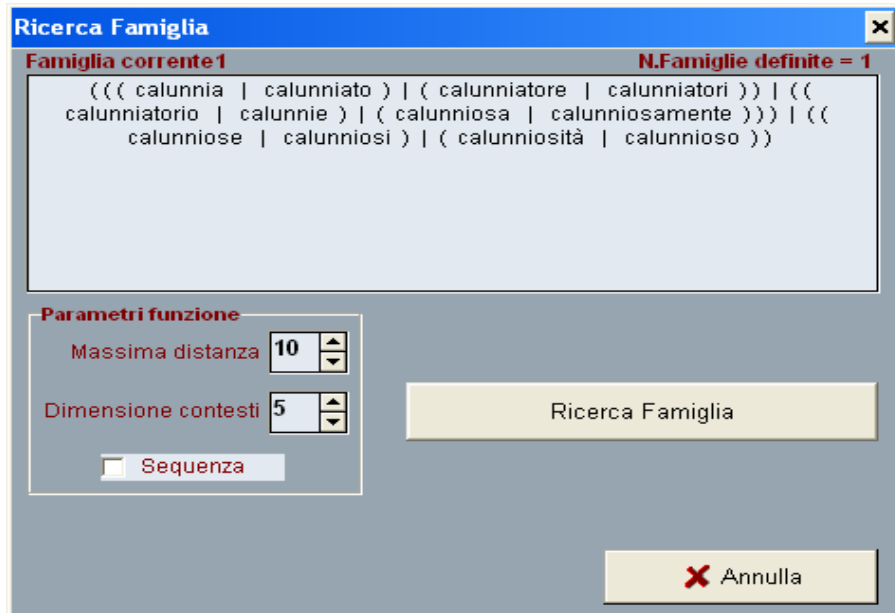 Ricerca Famiglia
Famiglia corrente1 N.Famiglie definite = 1
((( calunnia | calunniato ) | ( calunniatore | calunniatori )) | ((
calunniatorio | calunnie ) | ( calunniosa | calunniosamente ))) | ((
calunniose | calunniosi ) | ( calunniosità | calunnioso ))
Parametri funzione
Massima distanza 10
Dimensione contesti 5
Ricerca Famiglia
Sequenza
Annulla